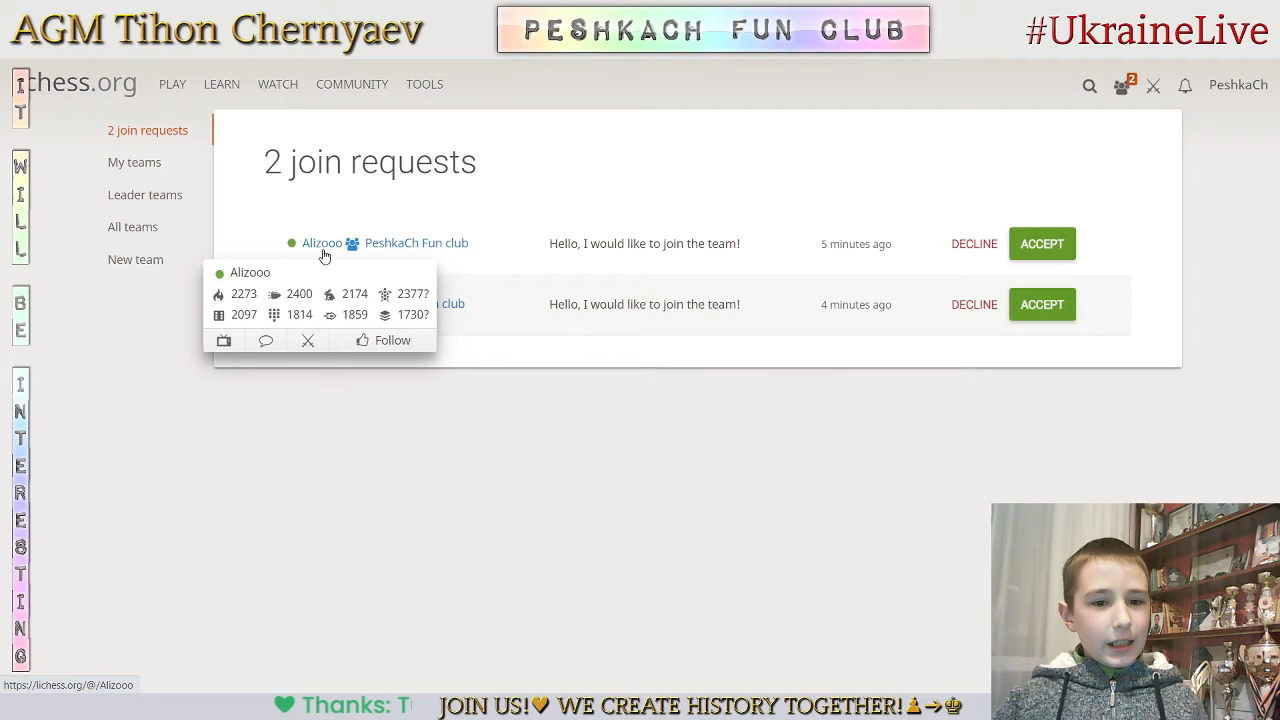 AGM Tihon Chernyaev
PESHKACH FUN CLUB
#UkraineLive
IT WILL BE INTERESTING
chess.org
PLAY LEARN WATCH COMMUNITY TOOLS
2
PeshkaCh
2 join requests
My teams
Leader teams
All teams
New team
2 join requests
Alizooo PeshkaCh Fun club Hello, I would like to join the team! 5 minutes ago DECLINE ACCEPT
Alizooo
2273 2400 2174 2377?
2097 1814 1859 1730?
Follow
club Hello, I would like to join the team! 4 minutes ago DECLINE ACCEPT
https://lichess.org/@/Alizooo
Thanks: T
JOIN US! WE CREATE HISTORY TOGETHER!